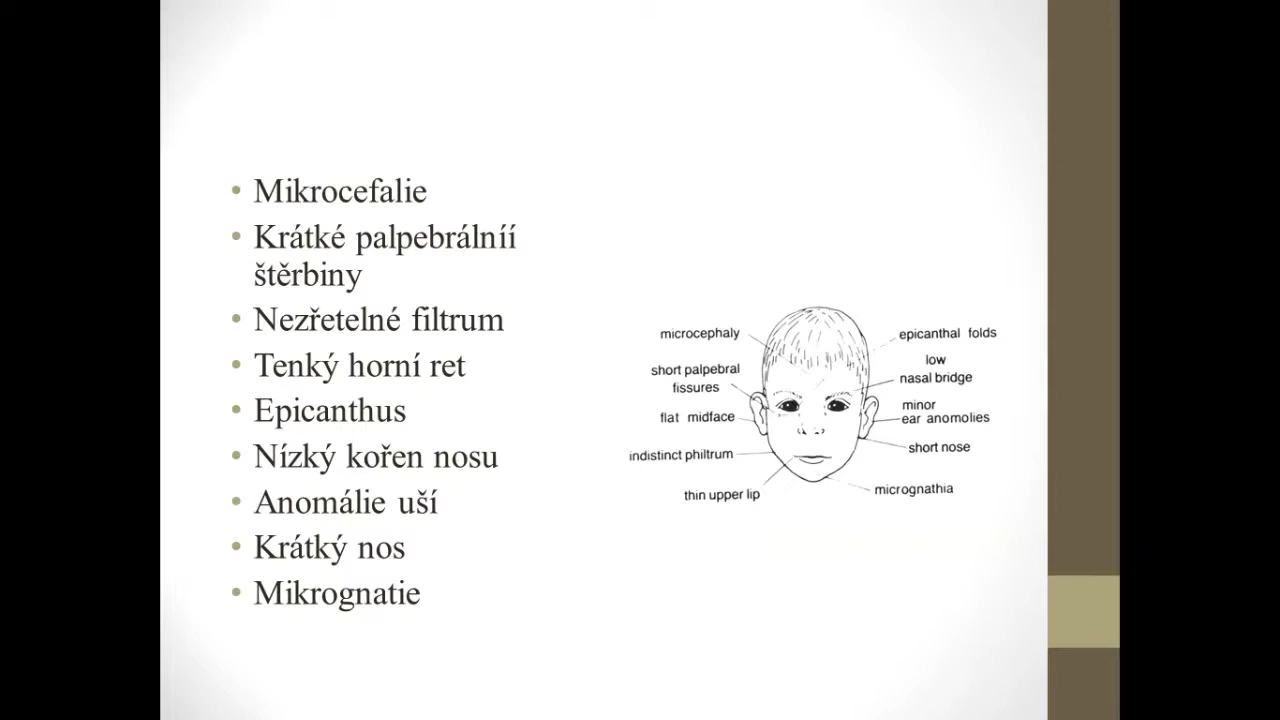 Mikrocefalie
Krátké palpebrálníí
štěrbiny
Nezřetelné filtrum
Tenký horní ret
Epicanthus
Nízký kořen nosu
Anomálie uší
Krátký nos
Mikrognatie
microcephaly
short palpebral
fissures
flat midface
indistinct philtrum
thin upper lip
epicanthal folds
low
nasal bridge
minor
ear anomolies
short nose
micrognathia